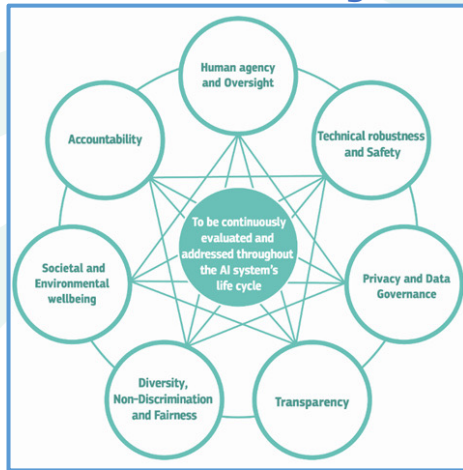 Human agency
and Oversight
Technical robustness
and Safety
Privacy and Data
Governance
Transparency
Diversity,
Non-Discrimination
and Fairness
Societal and
Environmental
wellbeing
Accountability
To be continuously
evaluated and
addressed throughout
the AI system's
life cycle